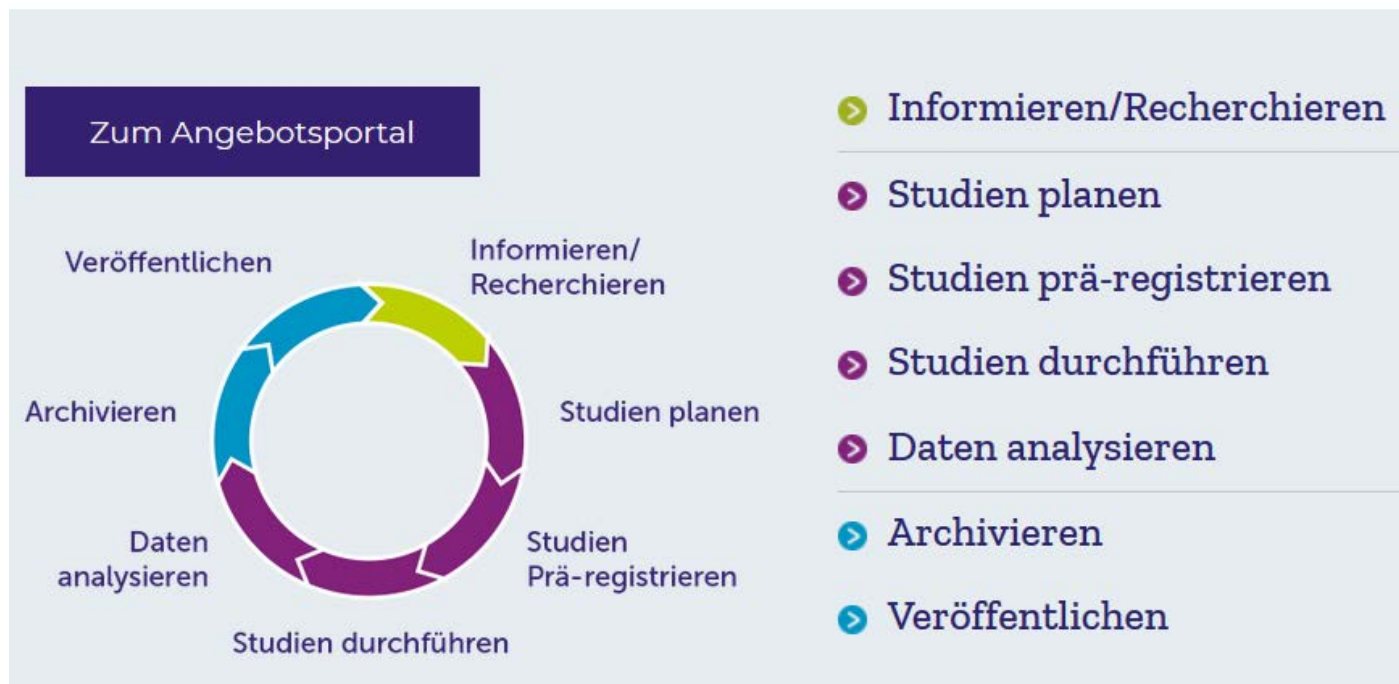 Zum Angebotsportal
Veröffentlichen
Informieren/
Recherchieren
Archivieren
Studien planen
Daten
analysieren
Studien
Prä-registrieren
Studien durchführen
Informieren/Recherchieren
Studien planen
Studien prä-registrieren
Studien durchführen
Daten analysieren
Archivieren
Veröffentlichen